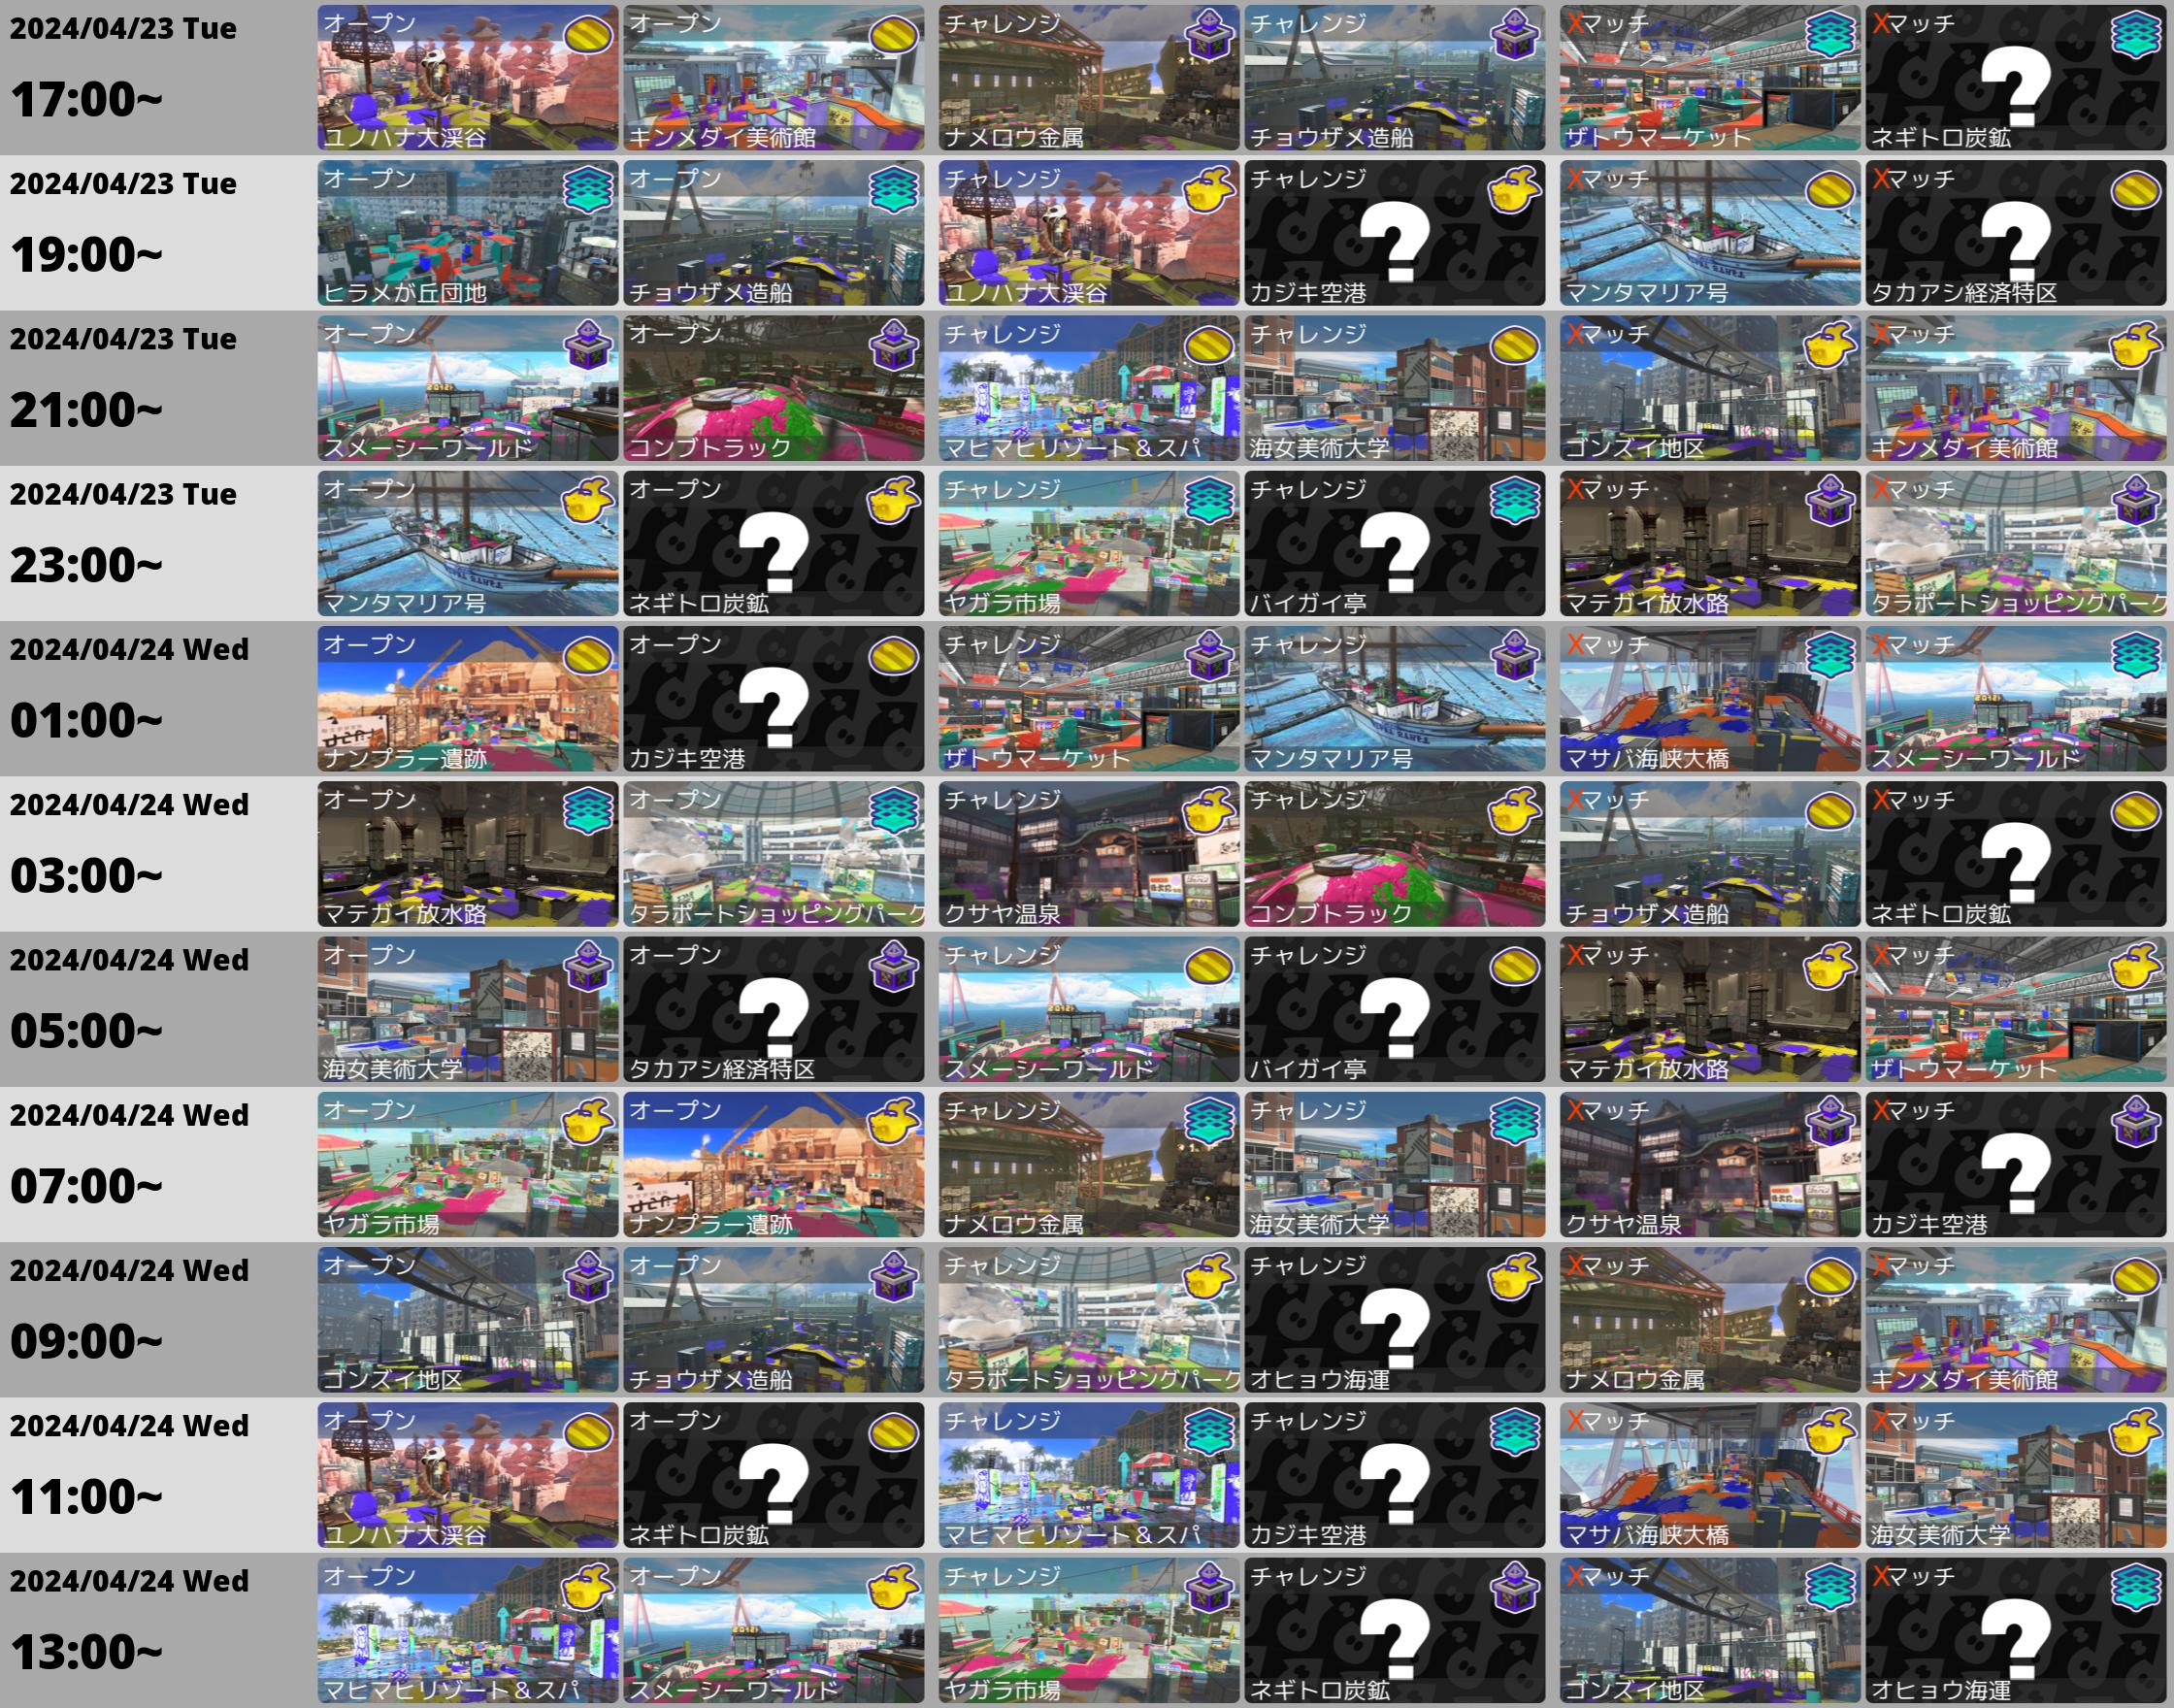 2024/04/23 Tue
17:00~
オープン
ユノハナ大渓谷
オープン
キンメダイ美術館
チャレンジ
ナメロウ金属
チャレンジ
チョウザメ造船
Xマッチ
ザトウマーケット
Xマッチ
ネギトロ炭鉱
2024/04/23 Tue
19:00~
オープン
ヒラメが丘団地
オープン
チョウザメ造船
チャレンジ
ユノハナ大渓谷
チャレンジ
カジキ空港
Xマッチ
マンタマリア号
Xマッチ
タカアシ経済特区
2024/04/23 Tue
21:00~
オープン
スメーシーワールド
オープン
コンブトラック
チャレンジ
マヒマヒリゾート＆スパ
チャレンジ
海女美術大学
Xマッチ
ゴンズイ地区
Xマッチ
キンメダイ美術館
2024/04/23 Tue
23:00~
オープン
マンタマリア号
オープン
ネギトロ炭鉱
チャレンジ
ヤガラ市場
チャレンジ
バイガイ亭
Xマッチ
マテガイ放水路
Xマッチ
タラポートショッピングパーク
2024/04/24 Wed
01:00~
オープン
ナンプラー遺跡
オープン
カジキ空港
チャレンジ
ザトウマーケット
チャレンジ
マンタマリア号
Xマッチ
マサバ海峡大橋
Xマッチ
スメーシーワールド
2024/04/24 Wed
03:00~
オープン
マテガイ放水路
オープン
タラポートショッピングパーク
チャレンジ
クサヤ温泉
チャレンジ
コンブトラック
Xマッチ
チョウザメ造船
Xマッチ
ネギトロ炭鉱
2024/04/24 Wed
05:00~
オープン
海女美術大学
オープン
タカアシ経済特区
チャレンジ
スメーシーワールド
チャレンジ
バイガイ亭
Xマッチ
マテガイ放水路
Xマッチ
ザトウマーケット
2024/04/24 Wed
07:00~
オープン
ヤガラ市場
オープン
ナンプラー遺跡
チャレンジ
ナメロウ金属
チャレンジ
海女美術大学
Xマッチ
クサヤ温泉
Xマッチ
カジキ空港
2024/04/24 Wed
09:00~
オープン
ゴンズイ地区
オープン
チョウザメ造船
チャレンジ
タラポートショッピングパーク
チャレンジ
オヒョウ海運
Xマッチ
ナメロウ金属
Xマッチ
キンメダイ美術館
2024/04/24 Wed
11:00~
オープン
ユノハナ大渓谷
オープン
ネギトロ炭鉱
チャレンジ
マヒマヒリゾート＆スパ
チャレンジ
カジキ空港
Xマッチ
マサバ海峡大橋
Xマッチ
海女美術大学
2024/04/24 Wed
13:00~
オープン
マヒマヒリゾート＆スパ
オープン
スメーシーワールド
チャレンジ
ヤガラ市場
チャレンジ
ネギトロ炭鉱
Xマッチ
ゴンズイ地区
Xマッチ
オヒョウ海運